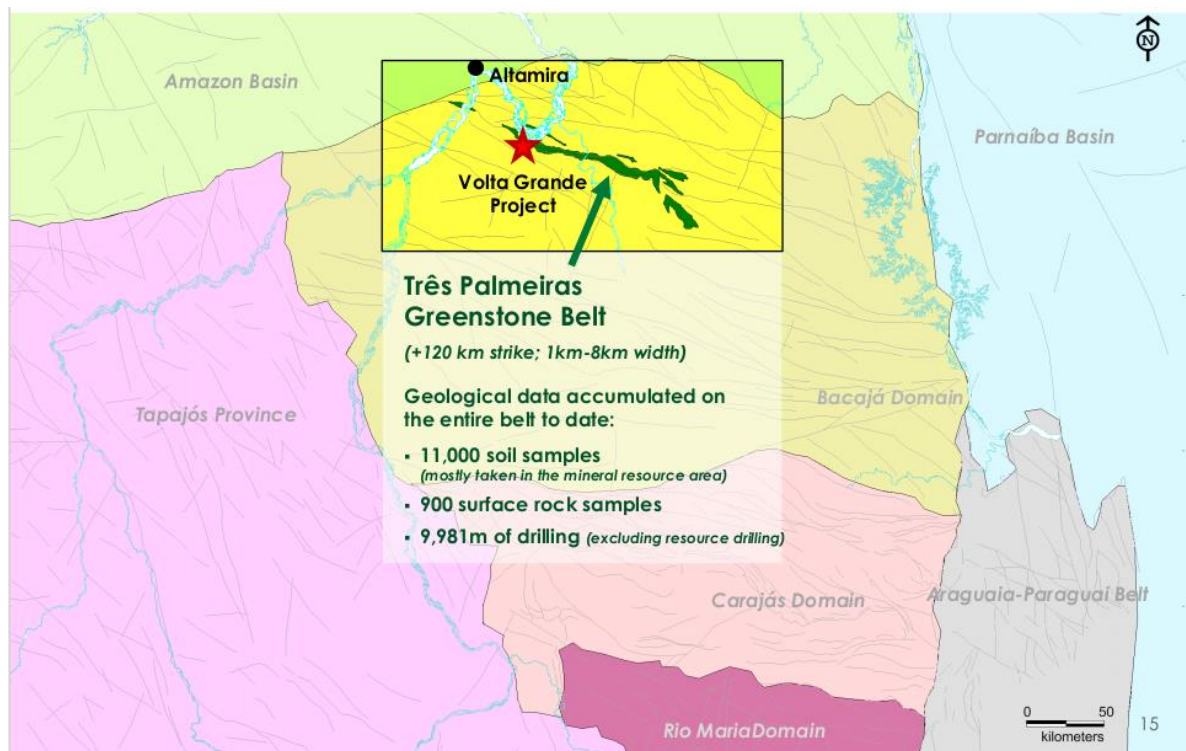 N
Amazon Basin
Altamira
Parnaíba Basin
Volta Grande
Project
Três Palmeiras
Greenstone Belt
(+120 km strike; 1km-8km width)
Tapajós Province
Bacajá Domain
Geological data accumulated on
the entire belt to date:
▪ 11,000 soil samples
(mostly taken in the mineral resource area)
▪ 900 surface rock samples
▪ 9,981m of drilling (excluding resource drilling)
Carajás Domain
Araguaia-Paraguai Belt
Rio MariaDomain
0 50
kilometers
15